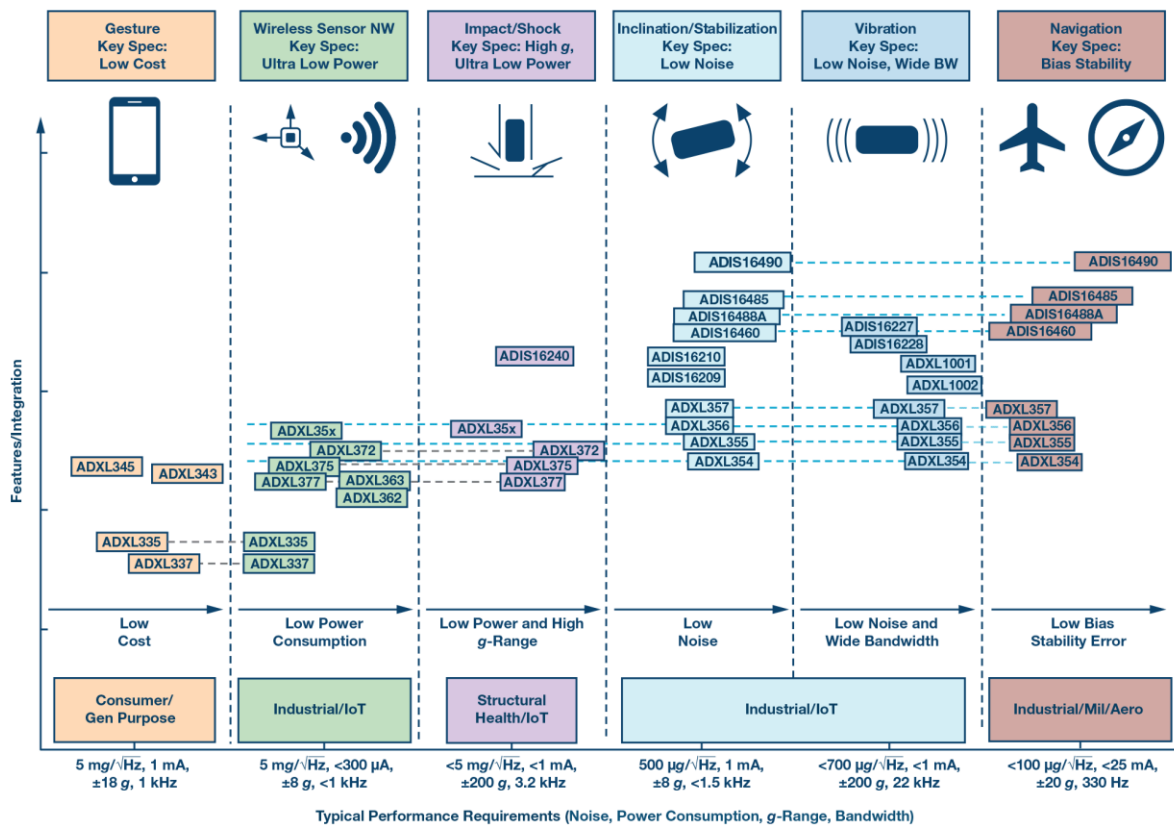 Gesture
Key Spec:
Low Cost
Wireless Sensor NW
Key Spec:
Ultra Low Power
Impact/Shock
Key Spec: High g,
Ultra Low Power
Inclination/Stabilization
Key Spec:
Low Noise
Vibration
Key Spec:
Low Noise, Wide BW
Navigation
Key Spec:
Bias Stability
Features/Integration
ADXL345
ADXL343
ADXL335
ADXL337
ADXL35x
ADXL372
ADXL375
ADXL377
ADXL363
ADXL362
ADXL335
ADXL337
ADIS16240
ADXL35x
ADXL372
ADXL375
ADXL377
ADIS16490
ADIS16485
ADIS16488A
ADIS16460
ADIS16210
ADIS16209
ADXL357
ADXL356
ADXL355
ADXL354
ADIS16227
ADIS16228
ADXL1001
ADXL1002
ADXL357
ADXL356
ADXL355
ADXL354
ADIS16490
ADIS16485
ADIS16488A
ADIS16460
ADXL357
ADXL356
ADXL355
ADXL354
Low
Cost
Low Power
Consumption
Low Power and High
g-Range
Low
Noise
Low Noise and
Wide Bandwidth
Low Bias
Stability Error
Consumer/
Gen Purpose
Industrial/IoT
Structural
Health/IoT
Industrial/IoT
Industrial/Mil/Aero
5 mg/√Hz, 1 mA,
±18 g, 1 kHz
5 mg/√Hz, <300 µA,
±8 g, <1 kHz
<5 mg/√Hz, <1 mA,
±200 g, 3.2 kHz
500 µg/√Hz, 1 mA,
±8 g, <1.5 kHz
<700 µg/√Hz, <1 mA,
±200 g, 22 kHz
<100 µg/√Hz, <25 mA,
±20 g, 330 Hz
Typical Performance Requirements (Noise, Power Consumption, g-Range, Bandwidth)